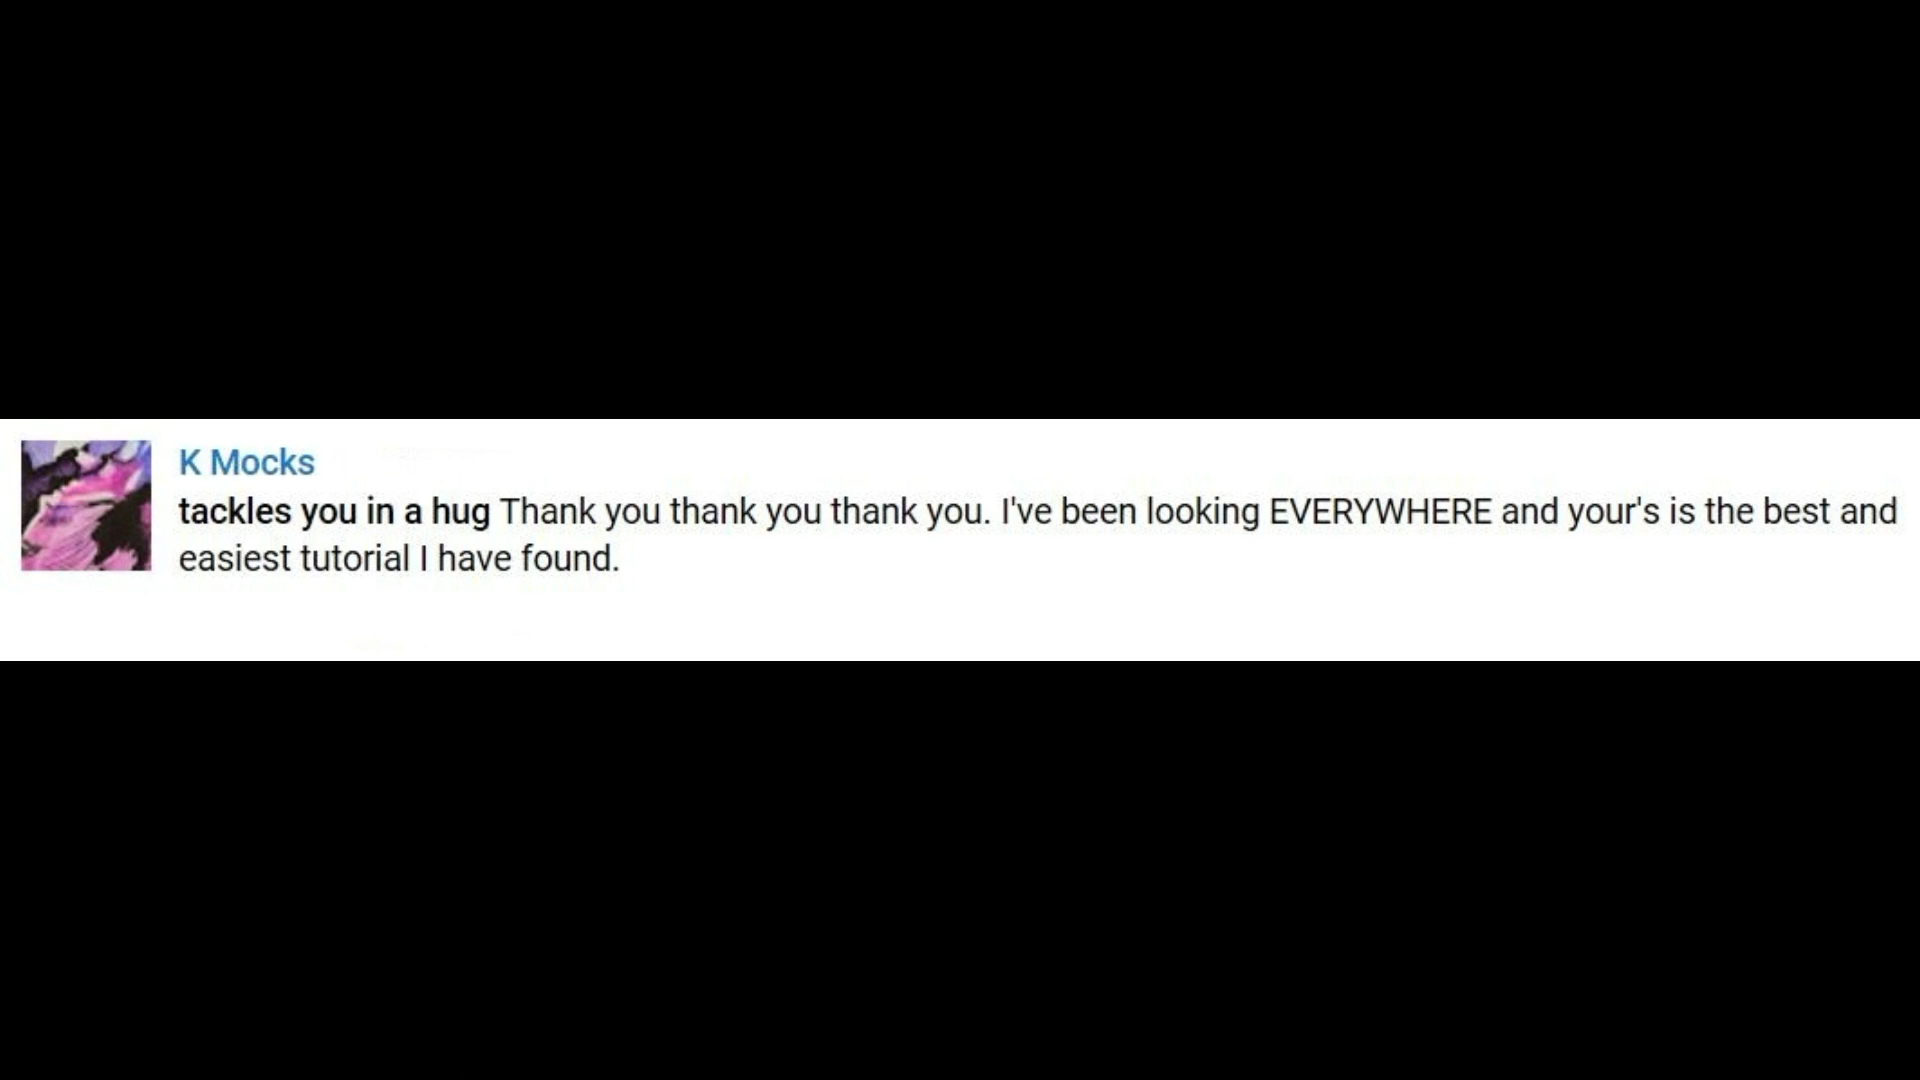 K Mocks
tackles you in a hug Thank you thank you thank you. I've been looking EVERYWHERE and your's is the best and
easiest tutorial I have found.